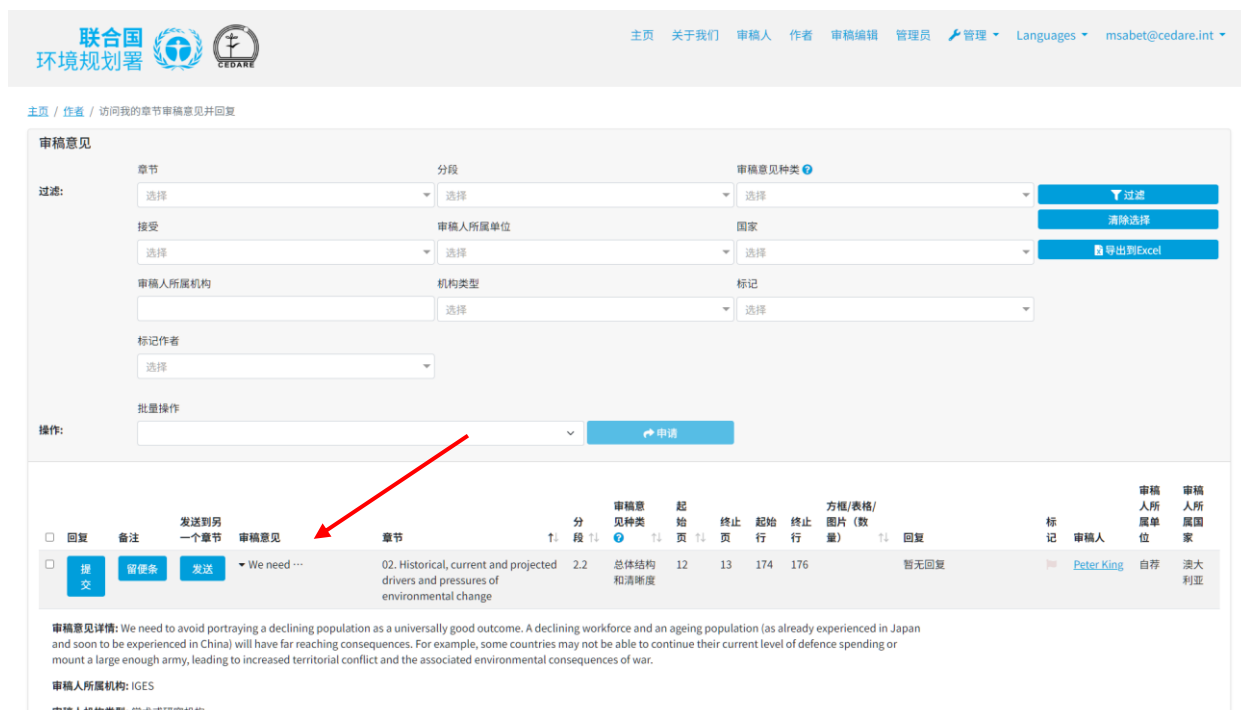 联合国
环境规划署
CEDARE
主页 关于我们 审稿人 作者 审稿编辑 管理员 管理 Languages msabet@cedare.int
主页 / 作者 / 访问我的章节审稿意见并回复
审稿意见
章节 分段 审稿意见种类
过滤: 选择 选择 选择 过滤
清除选择
接受 审稿人所属单位 国家
选择 选择 选择 导出到Excel
审稿人所属机构 机构类型 标记
选择 选择
标记作者
选择
批量操作
操作: 申请
回复 备注 发送到另一个章节 审稿意见 章节 分段 审稿意见种类 起始页 终止页 起始行 终止行 方框/表格/图片（数量） 回复 标记 审稿人 审稿人所属单位 审稿人所属国家
提交 留便条 发送 We need ··· 02. Historical, current and projected drivers and pressures of environmental change 2.2 总体结构和清晰度 12 13 174 176 暂无回复 Peter King 自荐 澳大利亚
审稿意见详情: We need to avoid portraying a declining population as a universally good outcome. A declining workforce and an ageing population (as already experienced in Japan
and soon to be experienced in China) will have far reaching consequences. For example, some countries may not be able to continue their current level of defence spending or
mount a large enough army, leading to increased territorial conflict and the associated environmental consequences of war.
审稿人所属机构: IGES